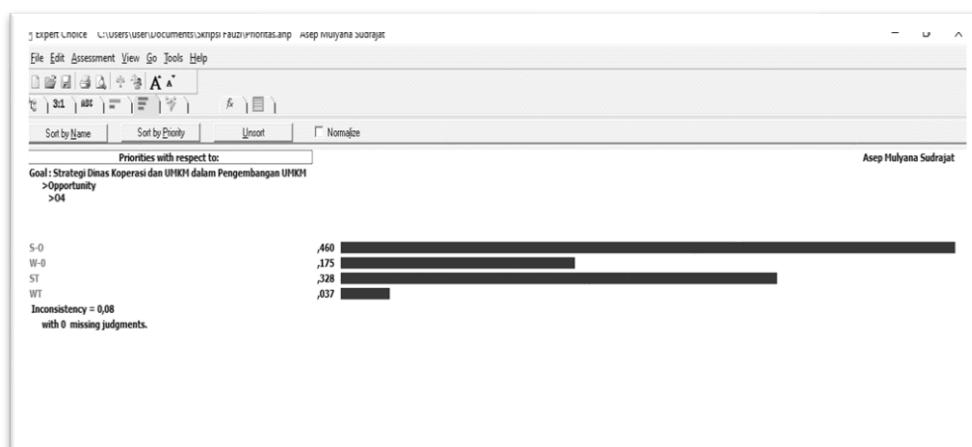 Expert Choice C:\Users\user\Documents\Skripsi Fauzi\Prioritas.ahp Asep Mulyana Sudrajat
File Edit Assessment View Go Tools Help
A A
3:1 ABC fx
Sort by Name Sort by Priority Unsort Normalize
Priorities with respect to: Asep Mulyana Sudrajat
Goal : Strategi Dinas Koperasi dan UMKM dalam Pengembangan UMKM
>Opportunity
>O4
S-O ,460
W-O ,175
ST ,328
WT ,037
Inconsistency = 0,08
with 0 missing judgments.